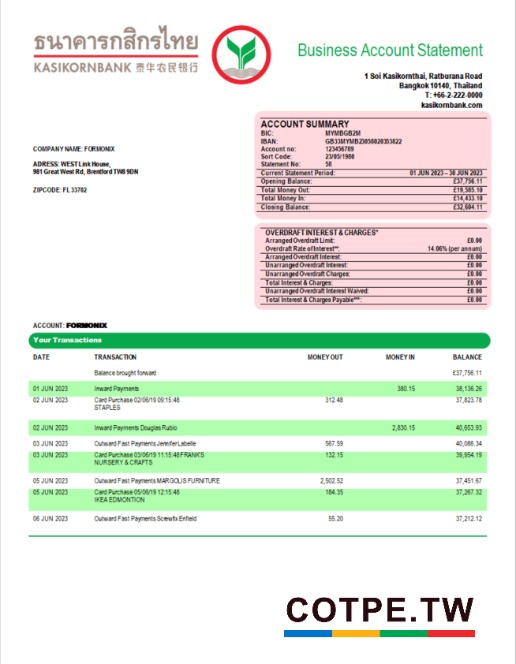 ธนาคารกสิกรไทย
KASIKORNBANK 泰华农民银行
Business Account Statement
1 Soi Kasikornthai, Ratburana Road
Bangkok 10140, Thailand
T: +66-2-222-0000
kasikornbank.com
COMPANY NAME: FORMONIX
ADRESS: WEST Link House,
981 Great West Rd, Brentford TW8 9DN
ZIPCODE: FL 33702
ACCOUNT SUMMARY
BIC: MYMBGB2M
IBAN: GB33MYMB23058020353822
Account no: 123456789
Sort Code: 23/05/1980
Statement No: 58
Current Statement Period: 01 JUN 2023 – 30 JUN 2023
Opening Balance: £37,756.11
Total Money Out: £19,585.10
Total Money In: £14,433.10
Closing Balance: £32,604.11
OVERDRAFT INTEREST & CHARGES*
Arranged Overdraft Limit: £0.00
Overdraft Rate of Interest**: 14.06% (per annum)
Arranged Overdraft Interest: £0.00
Unarranged Overdraft Interest: £0.00
Unarranged Overdraft Charges: £0.00
Total Interest & Charges: £0.00
Unarranged Overdraft Interest Waived: £0.00
Total Interest & Charges Payable***: £0.00
ACCOUNT: FORMONIX
Your Transactions
DATE TRANSACTION MONEY OUT MONEY IN BALANCE
Balance brought forward £37,756.11
01 JUN 2023 Inward Payments 380.15 38,136.26
02 JUN 2023 Card Purchase 02/06/19 09:15:48 312.48 37,823.78
STAPLES
02 JUN 2023 Inward Payments Douglas Rubio 2,830.15 40,653.93
03 JUN 2023 Outward Fast Payments Jennifer Labelle 567.59 40,086.34
03 JUN 2023 Card Purchase 03/06/19 11:15:48 FRANKS 132.15 39,954.19
NURSERY & CRAFTS
05 JUN 2023 Outward Fast Payments MARGOLIS FURNITURE 2,502.52 37,451.67
05 JUN 2023 Card Purchase 05/06/19 12:15:48 184.35 37,267.32
IKEA EDMONTION
06 JUN 2023 Outward Fast Payments Screwfix Enfield 55.20 37,212.12
COTPE.TW